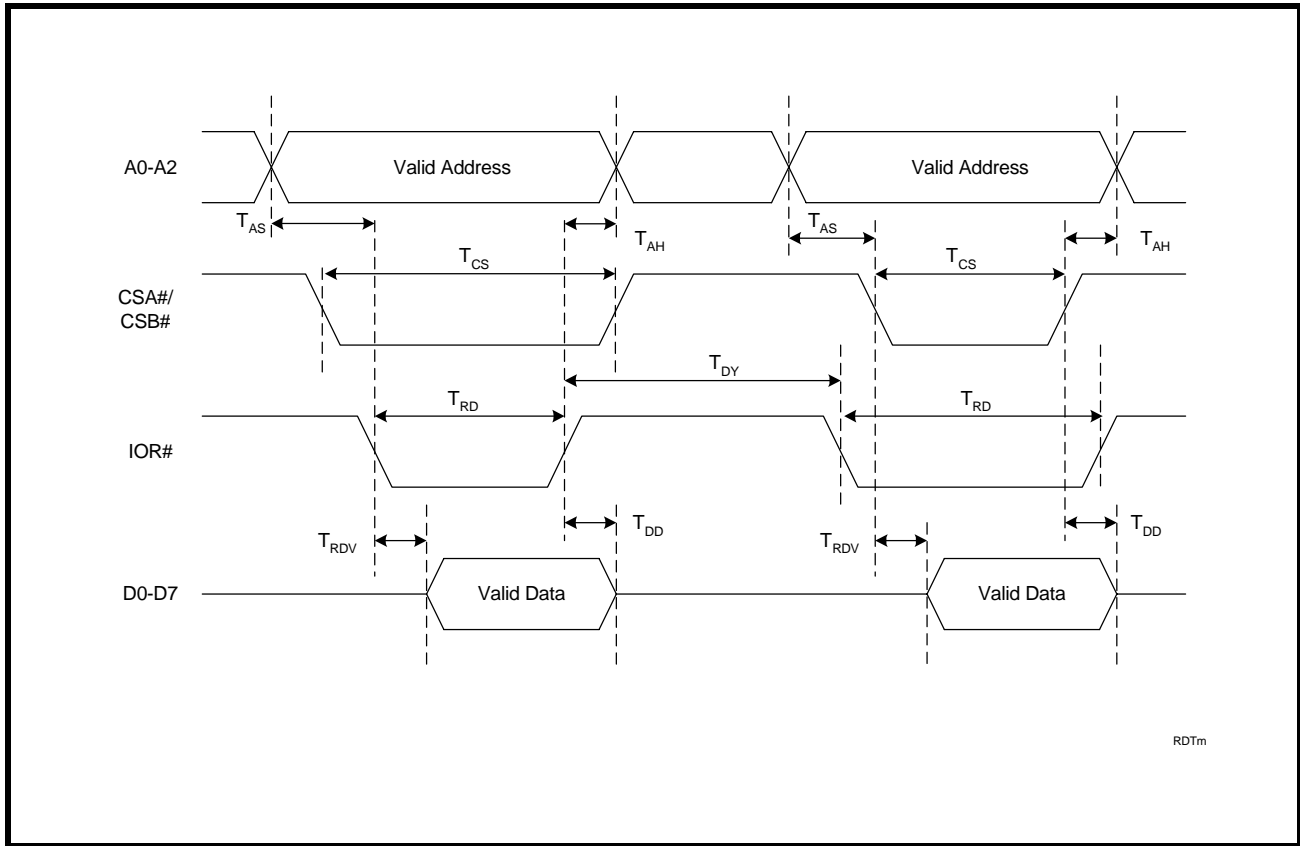 A0-A2
Valid Address
Valid Address
TAS
TAH
TAS
TAH
TCS
TCS
CSA#/
CSB#
TDY
TRD
TRD
IOR#
TRDV
TDD
TRDV
TDD
D0-D7
Valid Data
Valid Data
RDTm